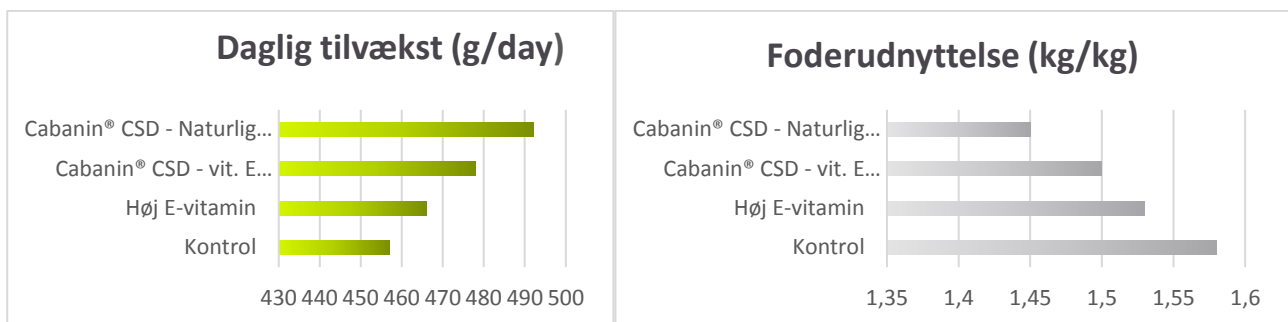 Daglig tilvækst (g/day)
Cabanin® CSD - Naturlig...
Cabanin® CSD - vit. E...
Høj E-vitamin
Kontrol
430 440 450 460 470 480 490 500
Foderudnyttelse (kg/kg)
Cabanin® CSD - Naturlig...
Cabanin® CSD - vit. E...
Høj E-vitamin
Kontrol
1,35 1,4 1,45 1,5 1,55 1,6